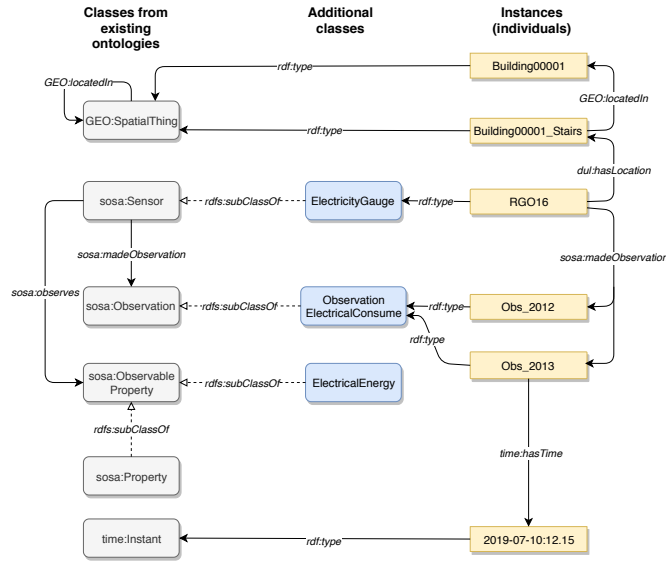 Classes from
existing
ontologies
Additional
classes
Instances
(individuals)
rdf:type
Building00001
GEO:locatedIn
GEO:locatedIn
GEO:SpatialThing
rdf:type
Building00001_Stairs
dul:hasLocation
sosa:Sensor
rdfs:subClassOf
ElectricityGauge
rdf:type
RGO16
sosa:madeObservation
sosa:madeObservation
sosa:observes
sosa:Observation
rdfs:subClassOf
Observation
ElectricalConsume
rdf:type
Obs_2012
rdf:type
Obs_2013
sosa:Observable
Property
rdfs:subClassOf
ElectricalEnergy
rdfs:subClassOf
time:hasTime
sosa:Property
time:Instant
rdf:type
2019-07-10:12.15